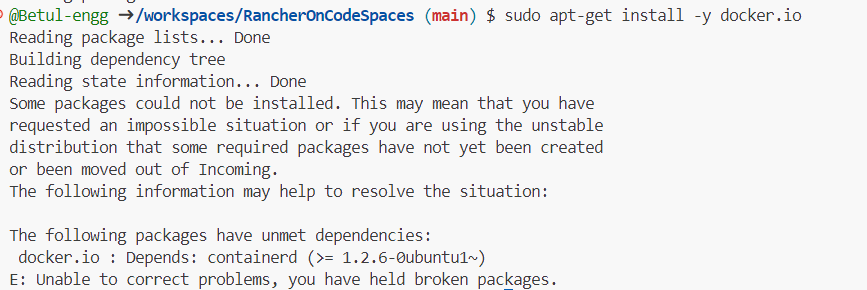 @Betul-engg ➜/workspaces/RancherOnCodeSpaces (main) $ sudo apt-get install -y docker.io
Reading package lists... Done
Building dependency tree
Reading state information... Done
Some packages could not be installed. This may mean that you have
requested an impossible situation or if you are using the unstable
distribution that some required packages have not yet been created
or been moved out of Incoming.
The following information may help to resolve the situation:

The following packages have unmet dependencies:
 docker.io : Depends: containerd (>= 1.2.6-0ubuntu1~)
E: Unable to correct problems, you have held broken packages.